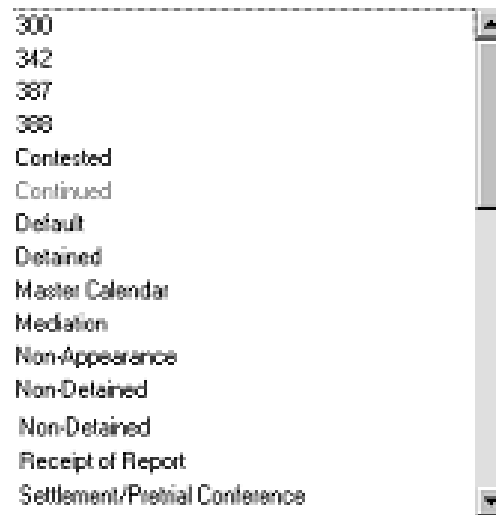 300
342
387
388
Contested
Continued
Default
Detained
Master Calendar
Mediation
Non-Appearance
Non-Detained
Non-Detained
Receipt of Report
Settlement/Pretrial Conference